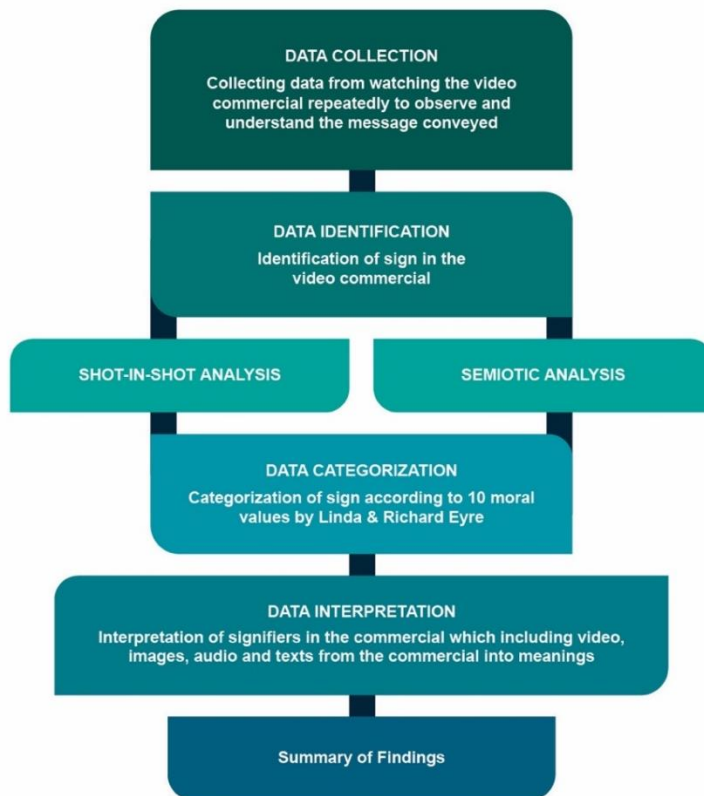 DATA COLLECTION
Collecting data from watching the video
commercial repeatedly to observe and
understand the message conveyed
DATA IDENTIFICATION
Identification of sign in the
video commercial
SHOT-IN-SHOT ANALYSIS
SEMIOTIC ANALYSIS
DATA CATEGORIZATION
Categorization of sign according to 10 moral
values by Linda & Richard Eyre
DATA INTERPRETATION
Interpretation of signifiers in the commercial which including video,
images, audio and texts from the commercial into meanings
Summary of Findings